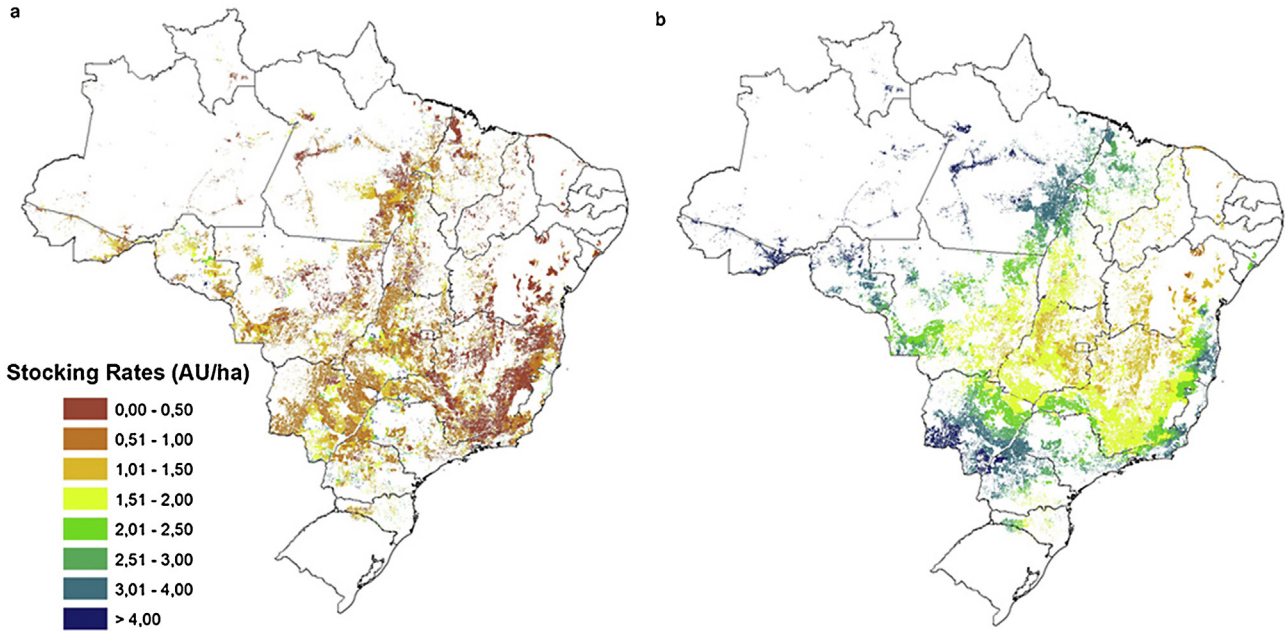 a
b
Stocking Rates (AU/ha)
0,00 - 0,50
0,51 - 1,00
1,01 - 1,50
1,51 - 2,00
2,01 - 2,50
2,51 - 3,00
3,01 - 4,00
> 4,00